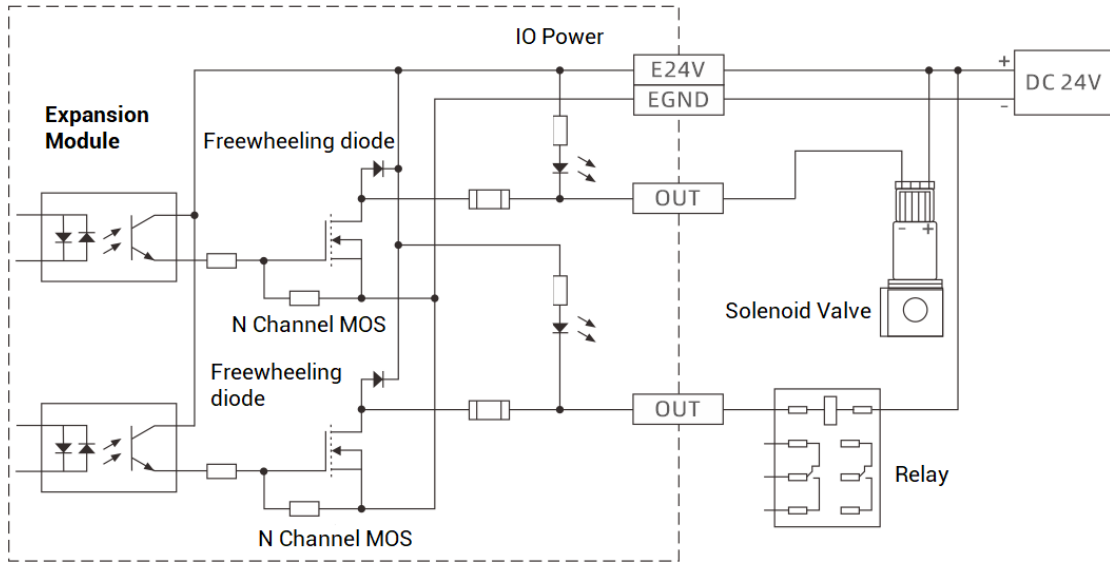 IO Power
E24V
+
DC 24V
EGND
-
Expansion
Module
Freewheeling diode
OUT
- +
Solenoid Valve
N Channel MOS
Freewheeling
diode
OUT
Relay
N Channel MOS